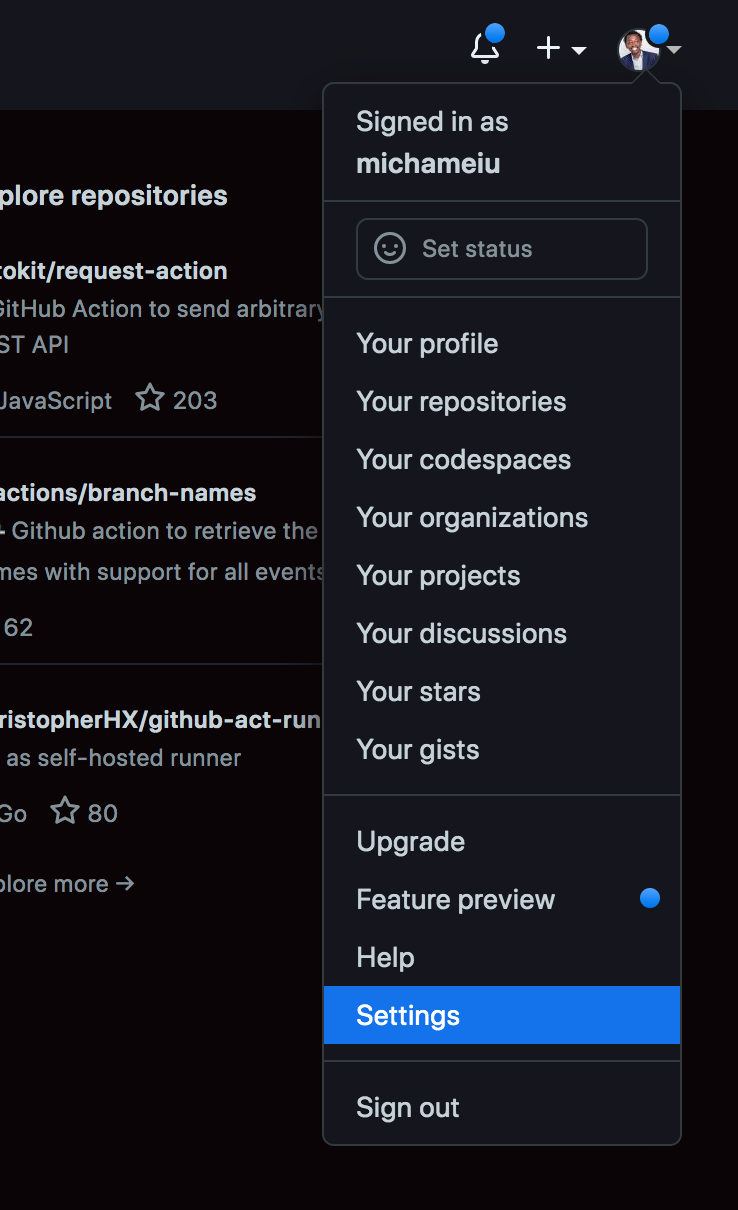 Signed in as
michameiu
Set status
Your profile
Your repositories
Your codespaces
Your organizations
Your projects
Your discussions
Your stars
Your gists
Upgrade
Feature preview
Help
Settings
Sign out
plore repositories
tokit/request-action
GitHub Action to send arbitrary
ST API
JavaScript 203
actions/branch-names
Github action to retrieve the
mes with support for all events
62
ristopherHX/github-act-run
as self-hosted runner
Go 80
plore more →